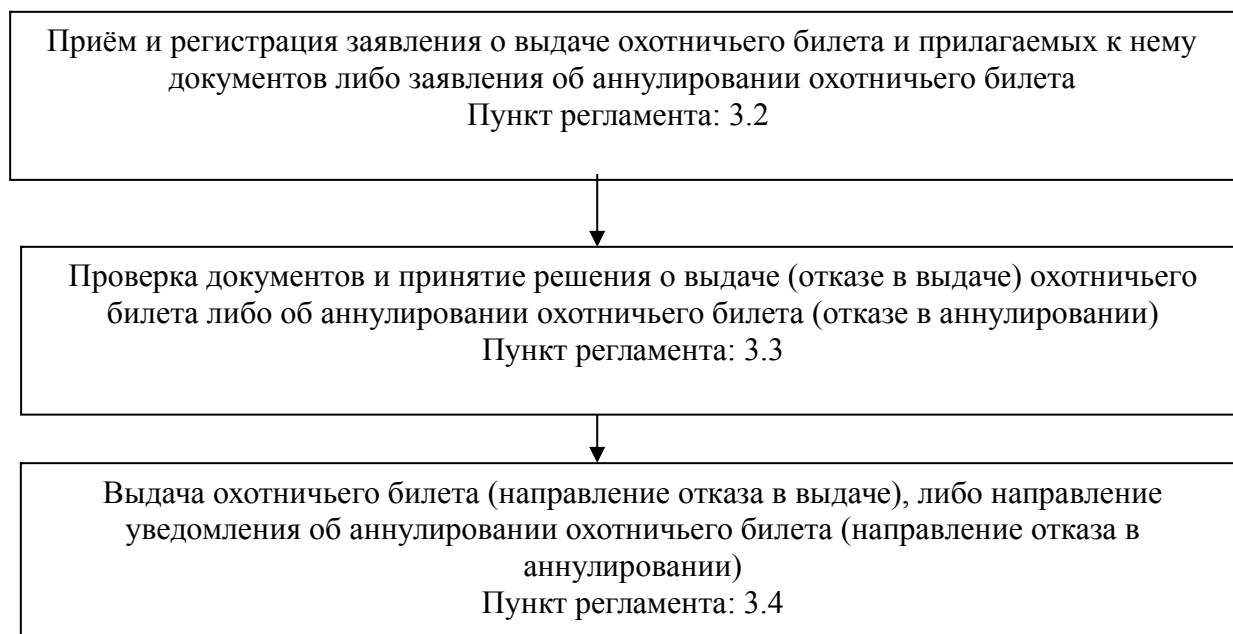 Приём и регистрация заявления о выдаче охотничьего билета и прилагаемых к нему
документов либо заявления об аннулировании охотничьего билета
Пункт регламента: 3.2
Проверка документов и принятие решения о выдаче (отказе в выдаче) охотничьего
билета либо об аннулировании охотничьего билета (отказе в аннулировании)
Пункт регламента: 3.3
Выдача охотничьего билета (направление отказа в выдаче), либо направление
уведомления об аннулировании охотничьего билета (направление отказа в
аннулировании)
Пункт регламента: 3.4